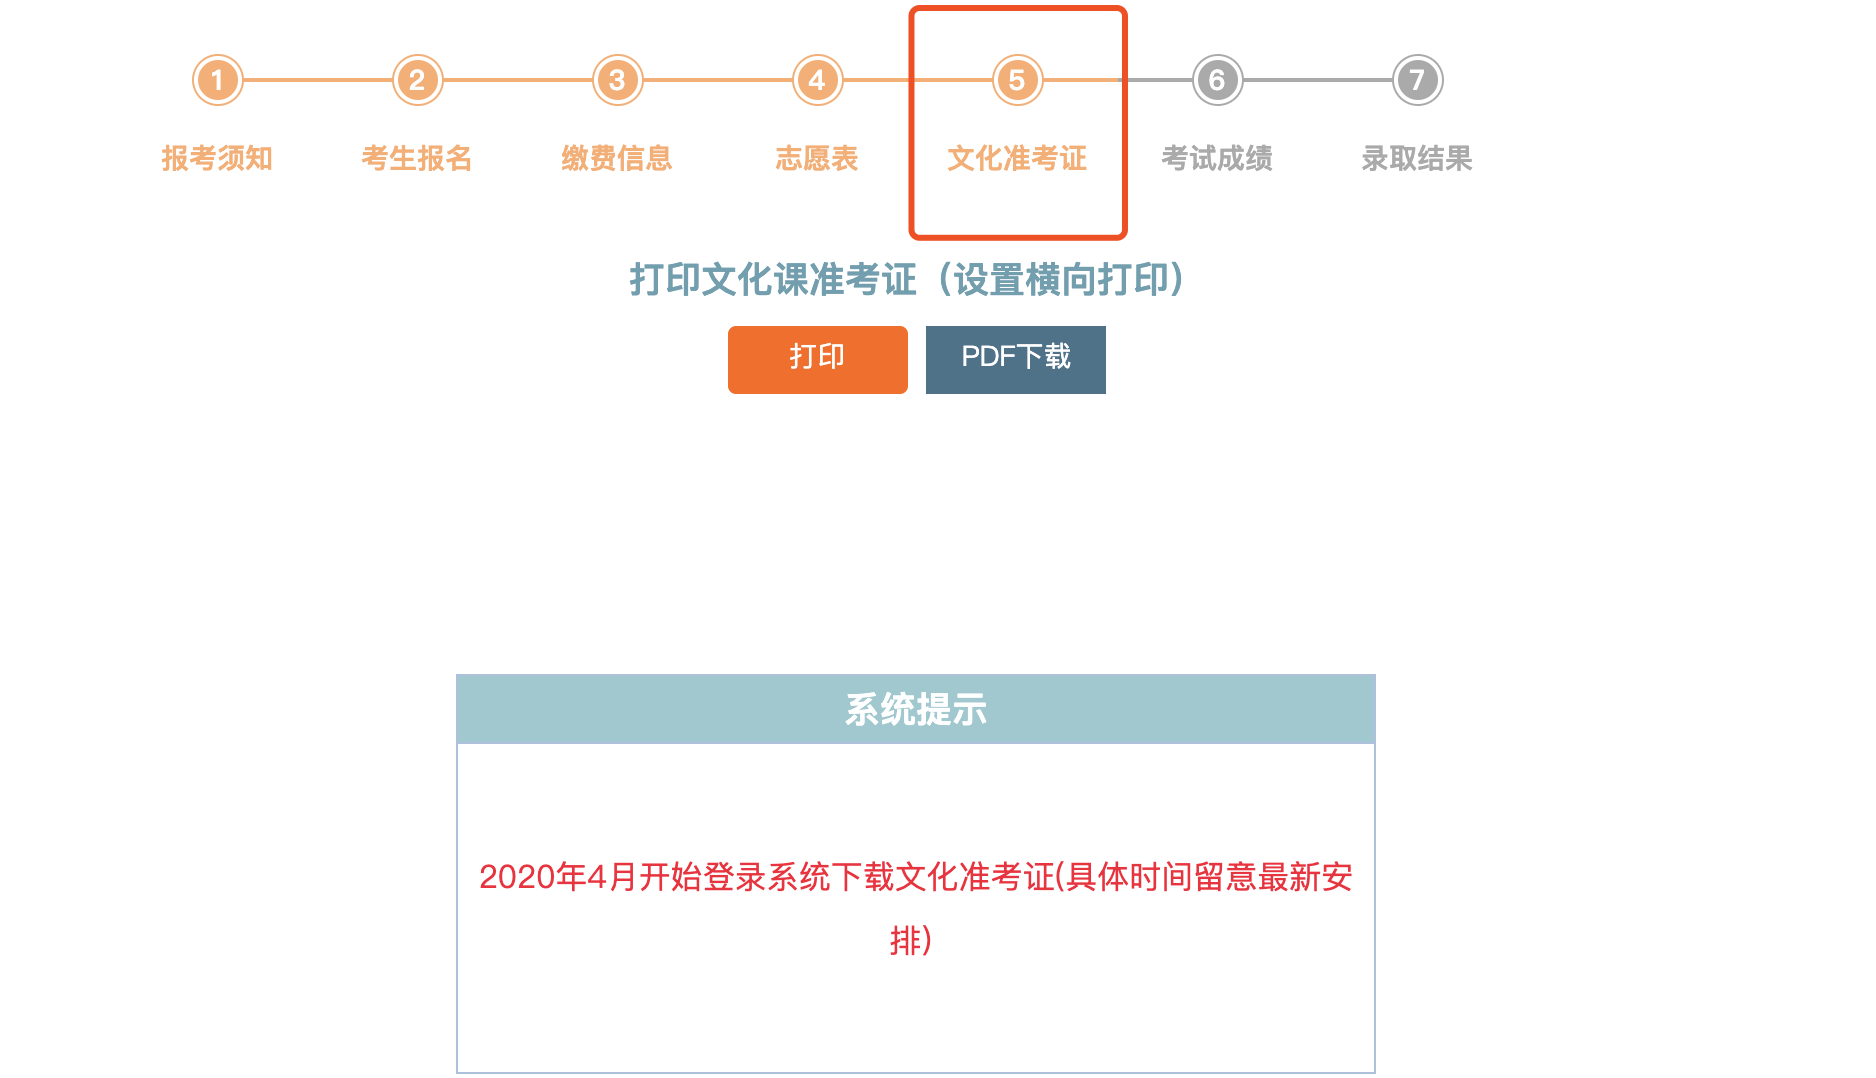 1 2 3 4 5 6 7
报考须知 考生报名 缴费信息 志愿表 文化准考证 考试成绩 录取结果
打印文化课准考证（设置横向打印）
打印 PDF下载
系统提示
2020年4月开始登录系统下载文化准考证(具体时间留意最新安
排)